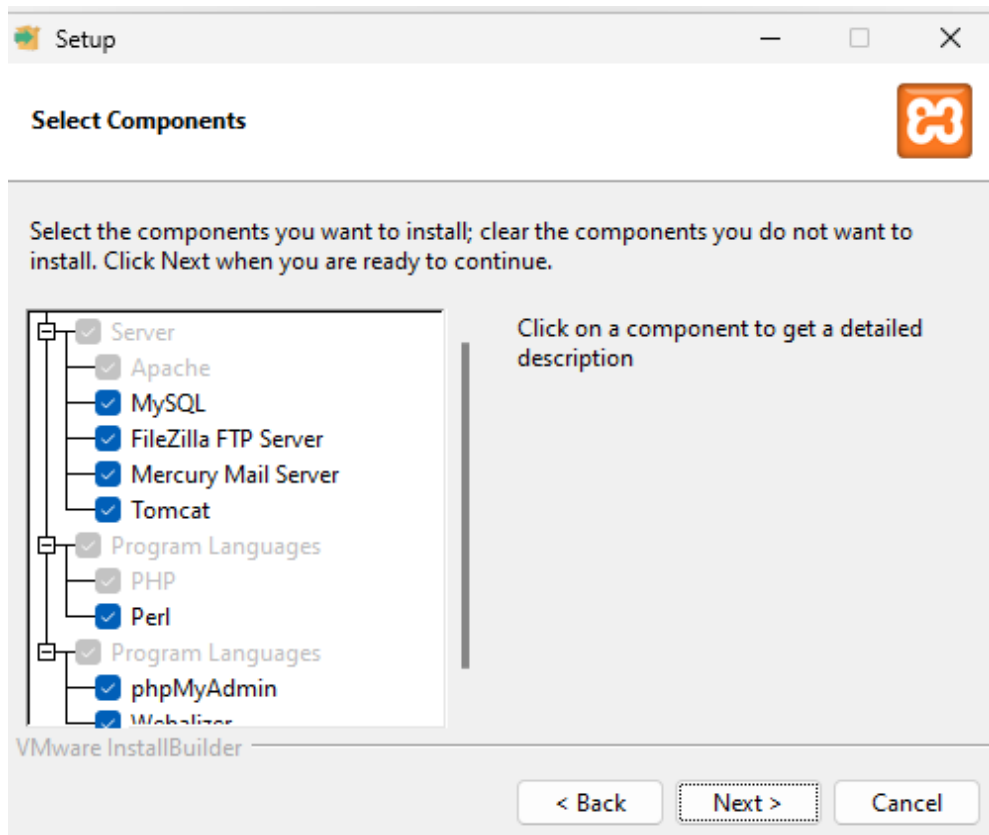 Setup
Select Components
Select the components you want to install; clear the components you do not want to
install. Click Next when you are ready to continue.
Server
Apache
MySQL
FileZilla FTP Server
Mercury Mail Server
Tomcat
Program Languages
PHP
Perl
Program Languages
phpMyAdmin
Webalizer
Click on a component to get a detailed
description
VMware InstallBuilder
< Back
Next >
Cancel